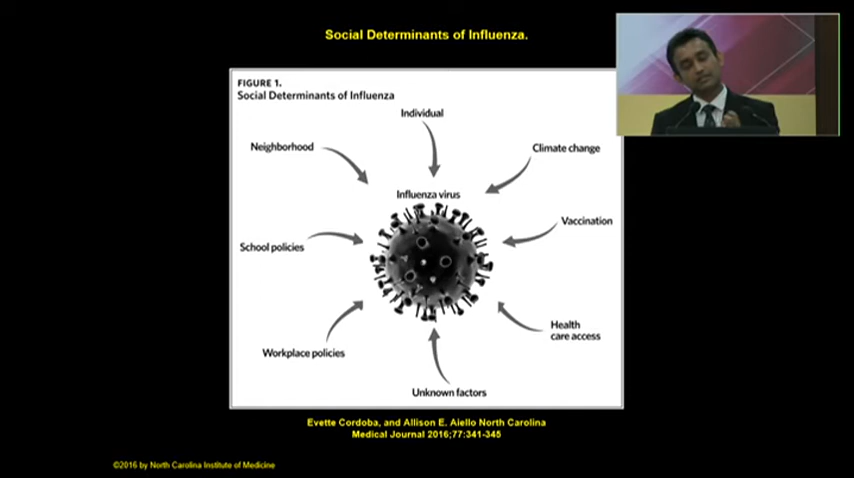 Social Determinants of Influenza.
FIGURE 1.
Social Determinants of Influenza
Individual
Neighborhood
Climate change
Influenza virus
Vaccination
School policies
Health
care access
Workplace policies
Unknown factors
Evette Cordoba, and Allison E. Aiello North Carolina
Medical Journal 2016;77:341-345
©2016 by North Carolina Institute of Medicine